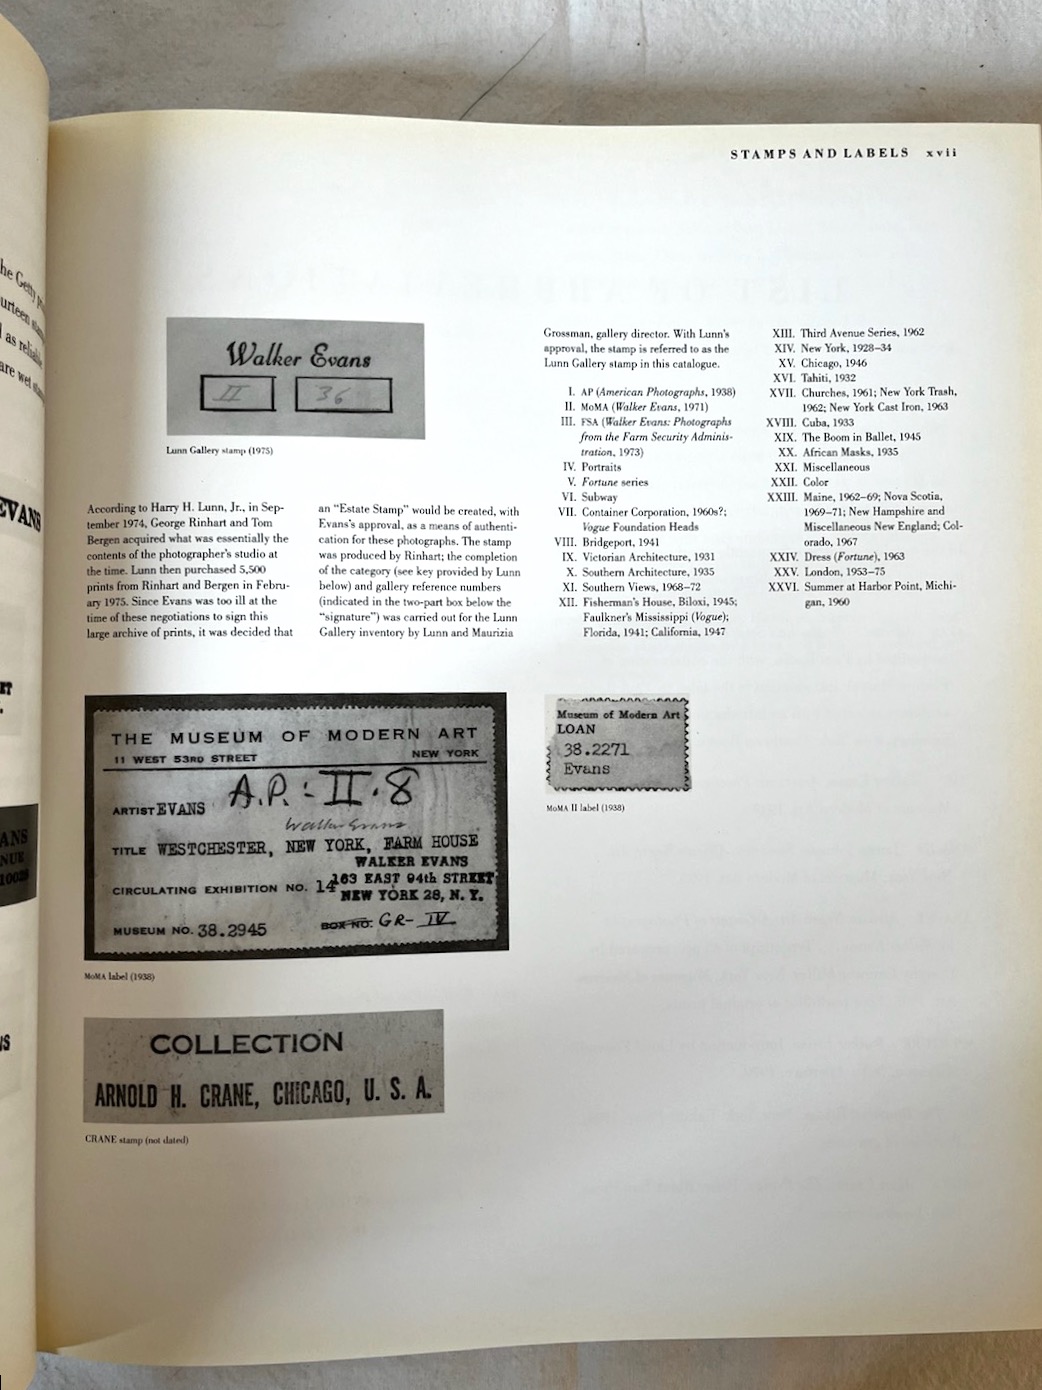 STAMPS AND LABELS xvii
he Getty
urteen
as reliable
are wet
EVANS
ET
ANS
NUE
10028
Walker Evans
II 36
Lunn Gallery stamp (1975)
According to Harry H. Lunn, Jr., in Sep-
tember 1974, George Rinhart and Tom
Bergen acquired what was essentially the
contents of the photographer's studio at
the time. Lunn then purchased 5,500
prints from Rinhart and Bergen in Febru-
ary 1975. Since Evans was too ill at the
time of these negotiations to sign this
large archive of prints, it was decided that
an “Estate Stamp” would be created, with
Evans's approval, as a means of authenti-
cation for these photographs. The stamp
was produced by Rinhart; the completion
of the category (see key provided by Lunn
below) and gallery reference numbers
(indicated in the two-part box below the
“signature”) was carried out for the Lunn
Gallery inventory by Lunn and Maurizia
Grossman, gallery director. With Lunn's
approval, the stamp is referred to as the
Lunn Gallery stamp in this catalogue.
I. AP (American Photographs, 1938)
II. MoMA (Walker Evans, 1971)
III. FSA (Walker Evans: Photographs
from the Farm Security Adminis-
tration, 1973)
IV. Portraits
V. Fortune series
VI. Subway
VII. Container Corporation, 1960s?;
Vogue Foundation Heads
VIII. Bridgeport, 1941
IX. Victorian Architecture, 1931
X. Southern Architecture, 1935
XI. Southern Views, 1968–72
XII. Fisherman's House, Biloxi, 1945;
Faulkner's Mississippi (Vogue);
Florida, 1941; California, 1947
XIII. Third Avenue Series, 1962
XIV. New York, 1928–34
XV. Chicago, 1946
XVI. Tahiti, 1932
XVII. Churches, 1961; New York Trash,
1962; New York Cast Iron, 1963
XVIII. Cuba, 1933
XIX. The Boom in Ballet, 1945
XX. African Masks, 1935
XXI. Miscellaneous
XXII. Color
XXIII. Maine, 1962–69; Nova Scotia,
1969–71; New Hampshire and
Miscellaneous New England; Col-
orado, 1967
XXIV. Dress (Fortune), 1963
XXV. London, 1953–75
XXVI. Summer at Harbor Point, Michi-
gan, 1960
THE MUSEUM OF MODERN ART
11 WEST 53RD STREET NEW YORK
A.P. : II . 8
ARTIST EVANS
Walker Evans
TITLE WESTCHESTER, NEW YORK, FARM HOUSE
WALKER EVANS
163 EAST 94th STREET
NEW YORK 28, N. Y.
CIRCULATING EXHIBITION NO. 14
MUSEUM NO. 38.2945 BOX NO. GR- IV
MoMA label (1938)
Museum of Modern Art
LOAN
38.2271
Evans
MoMA II label (1938)
COLLECTION
ARNOLD H. CRANE, CHICAGO, U. S. A.
CRANE stamp (not dated)